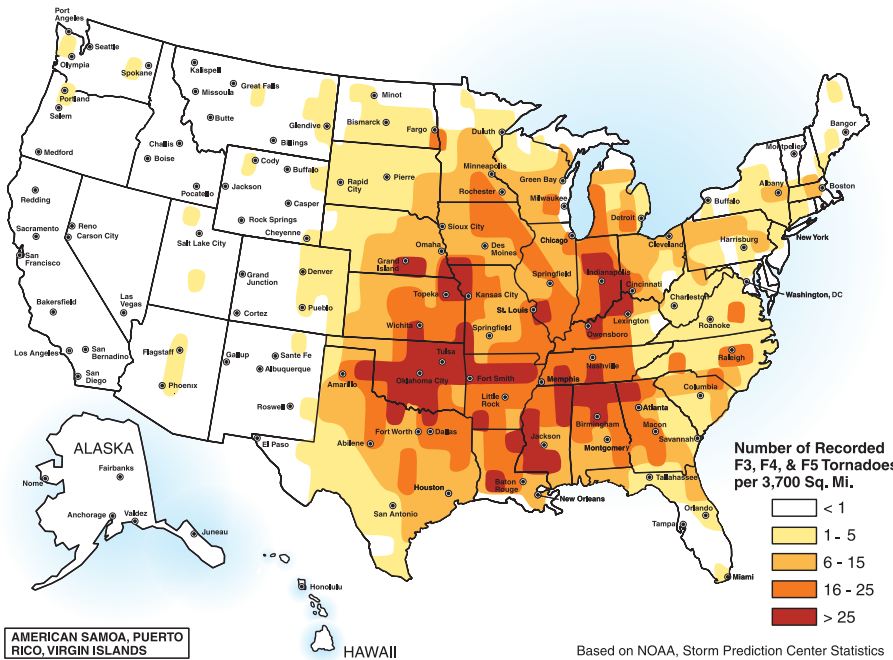 Port
Angeles
Seattle
Olympia
Spokane
Portland
Salem
Medford
Kalispell
Missoula
Great Falls
Butte
Glendive
Billings
Challis
Boise
Pocatello
Minot
Bismarck
Fargo
Duluth
Minneapolis
Rochester
Green Bay
Milwaukee
Detroit
Bangor
Montpelier
Albany
Boston
Buffalo
New York
Harrisburg
Cleveland
Washington, DC
Cody
Buffalo
Jackson
Casper
Rock Springs
Cheyenne
Rapid
City
Pierre
Sioux City
Omaha
Des
Moines
Chicago
Redding
Reno
Carson City
Sacramento
San
Francisco
Salt Lake City
Grand
Junction
Denver
Pueblo
Cortez
Grand
Island
Topeka
Kansas City
Springfield
Indianapolis
Cincinnati
St. Louis
Lexington
Charleston
Roanoke
Owensboro
Bakersfield
Las
Vegas
Los Angeles
San
Bernadino
San
Diego
Flagstaff
Phoenix
Gallup
Sante Fe
Albuquerque
Roswell
El Paso
Wichita
Springfield
Tulsa
Oklahoma City
Fort Smith
Amarillo
Nashville
Memphis
Little
Rock
Raleigh
Columbia
Atlanta
Birmingham
Macon
Savannah
Montgomery
Fort Worth
Dallas
Abilene
Jackson
Houston
Baton
Rouge
New Orleans
San Antonio
Tallahassee
Orlando
Tampa
Miami
ALASKA
Fairbanks
Nome
Anchorage
Valdez
Juneau
Honolulu
HAWAII
AMERICAN SAMOA, PUERTO
RICO, VIRGIN ISLANDS
Number of Recorded
F3, F4, & F5 Tornadoes
per 3,700 Sq. Mi.
< 1
1 - 5
6 - 15
16 - 25
> 25
Based on NOAA, Storm Prediction Center Statistics